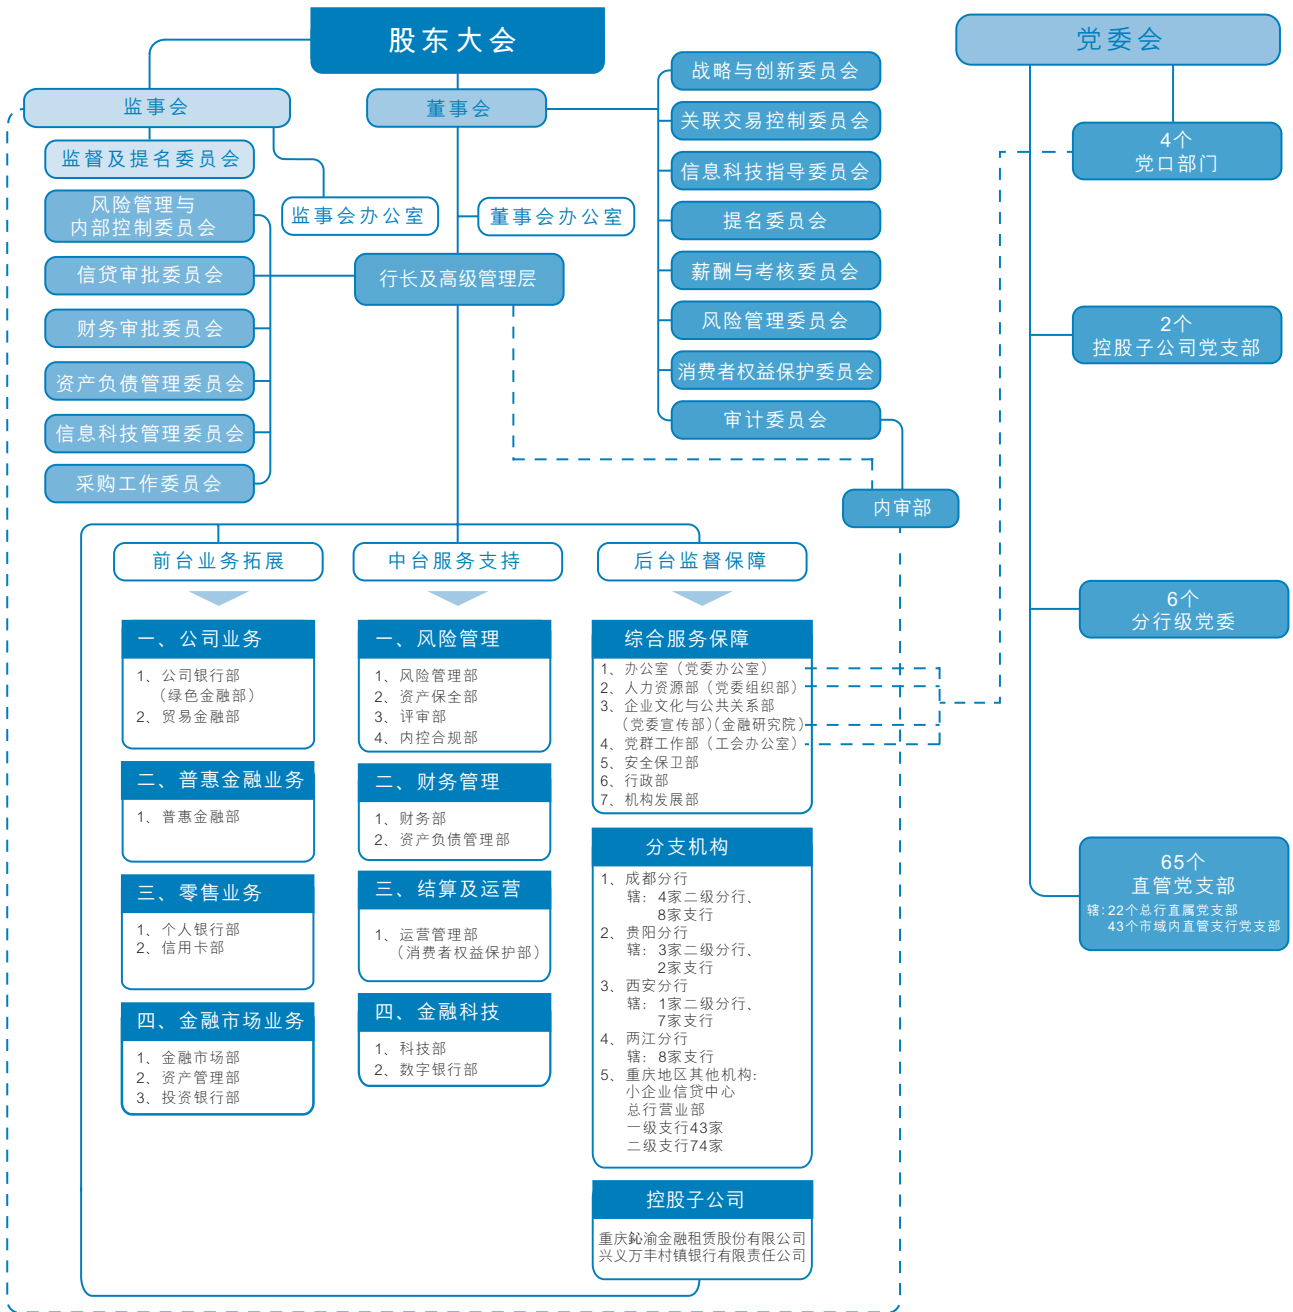 股东大会
党委会
监事会
董事会
战略与创新委员会
关联交易控制委员会
信息科技指导委员会
提名委员会
薪酬与考核委员会
风险管理委员会
消费者权益保护委员会
审计委员会
监督及提名委员会
监事会办公室
董事会办公室
风险管理与
内部控制委员会
信贷审批委员会
财务审批委员会
资产负债管理委员会
信息科技管理委员会
采购工作委员会
行长及高级管理层
内审部
4个
党口部门
2个
控股子公司党支部
6个
分行级党委
65个
直管党支部
辖:22个总行直属党支部
43个市域内直管支行党支部
前台业务拓展
一、公司业务
1、公司银行部
（绿色金融部）
2、贸易金融部
二、普惠金融业务
1、普惠金融部
三、零售业务
1、个人银行部
2、信用卡部
四、金融市场业务
1、金融市场部
2、资产管理部
3、投资银行部
中台服务支持
一、风险管理
1、风险管理部
2、资产保全部
3、评审部
4、内控合规部
二、财务管理
1、财务部
2、资产负债管理部
三、结算及运营
1、运营管理部
（消费者权益保护部）
四、金融科技
1、科技部
2、数字银行部
后台监督保障
综合服务保障
1、办公室（党委办公室）
2、人力资源部（党委组织部）
3、企业文化与公共关系部
（党委宣传部）（金融研究院）
4、党群工作部（工会办公室）
5、安全保卫部
6、行政部
7、机构发展部
分支机构
1、成都分行
辖：4家二级分行、
8家支行
2、贵阳分行
辖：3家二级分行、
2家支行
3、西安分行
辖：1家二级分行、
7家支行
4、两江分行
辖：8家支行
5、重庆地区其他机构：
小企业信贷中心
总行营业部
一级支行43家
二级支行74家
控股子公司
重庆鈊渝金融租赁股份有限公司
兴义万丰村镇银行有限责任公司